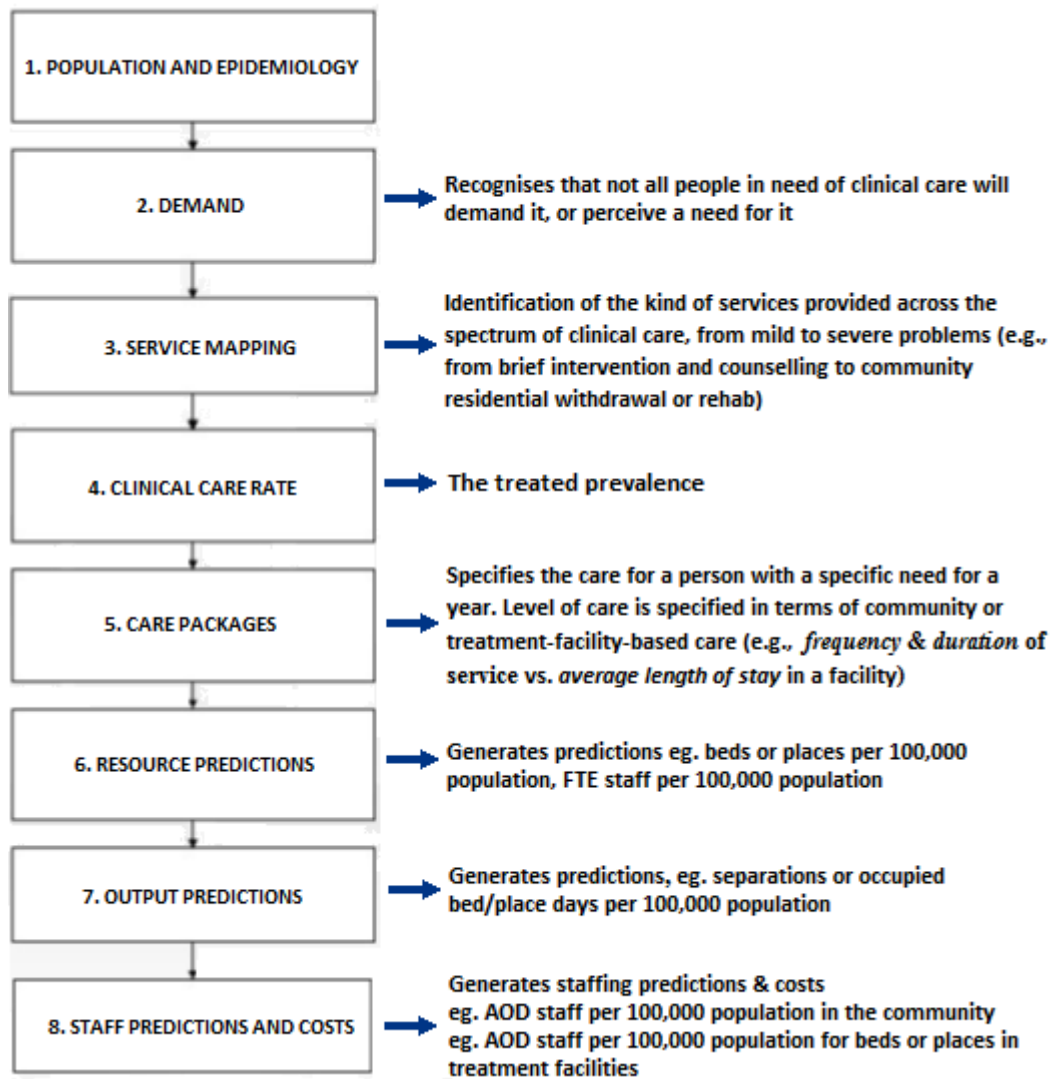 1. POPULATION AND EPIDEMIOLOGY
2. DEMAND
Recognises that not all people in need of clinical care will
demand it, or perceive a need for it
3. SERVICE MAPPING
Identification of the kind of services provided across the
spectrum of clinical care, from mild to severe problems (e.g.,
from brief intervention and counselling to community
residential withdrawal or rehab)
4. CLINICAL CARE RATE
The treated prevalence
5. CARE PACKAGES
Specifies the care for a person with a specific need for a
year. Level of care is specified in terms of community or
treatment-facility-based care (e.g., frequency & duration of
service vs. average length of stay in a facility)
6. RESOURCE PREDICTIONS
Generates predictions eg. beds or places per 100,000
population, FTE staff per 100,000 population
7. OUTPUT PREDICTIONS
Generates predictions, eg. separations or occupied
bed/place days per 100,000 population
8. STAFF PREDICTIONS AND COSTS
Generates staffing predictions & costs
eg. AOD staff per 100,000 population in the community
eg. AOD staff per 100,000 population for beds or places in
treatment facilities